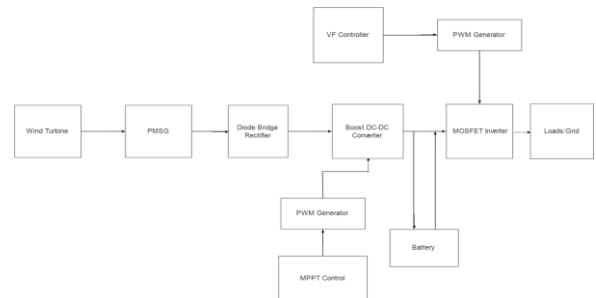 VF Controller
PWM Generator
Wind Turbine
PMSG
Diode Bridge
Rectifier
Boost DC-DC
Converter
MOSFET Inverter
Loads/Grid
PWM Generator
Battery
MPPT Control